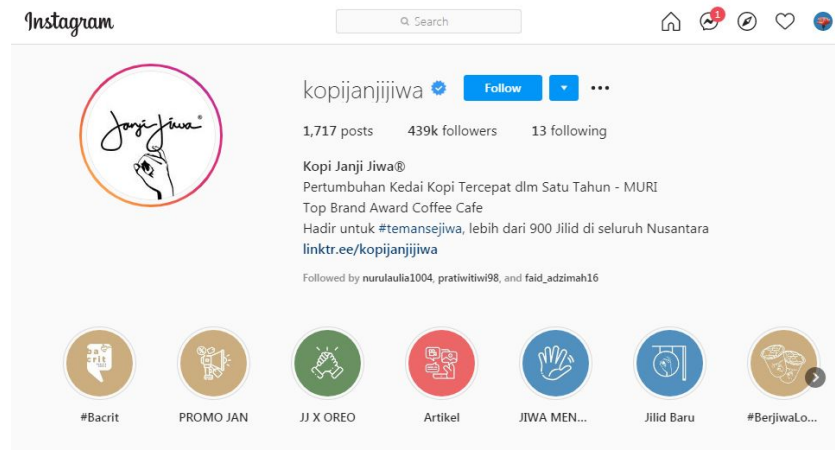 Instagram
Search
1
Janji Jiwa®
kopijanjijiwa Follow
1,717 posts 439k followers 13 following
Kopi Janji Jiwa®
Pertumbuhan Kedai Kopi Tercepat dlm Satu Tahun - MURI
Top Brand Award Coffee Cafe
Hadir untuk #temansejiwa, lebih dari 900 Jilid di seluruh Nusantara
linktr.ee/kopijanjijiwa
Followed by nurulaulia1004, pratiwitiwi98, and faid_adzimah16
#Bacrit PROMO JAN JJ X OREO Artikel JIWA MEN... Jilid Baru #BerjiwaLo...